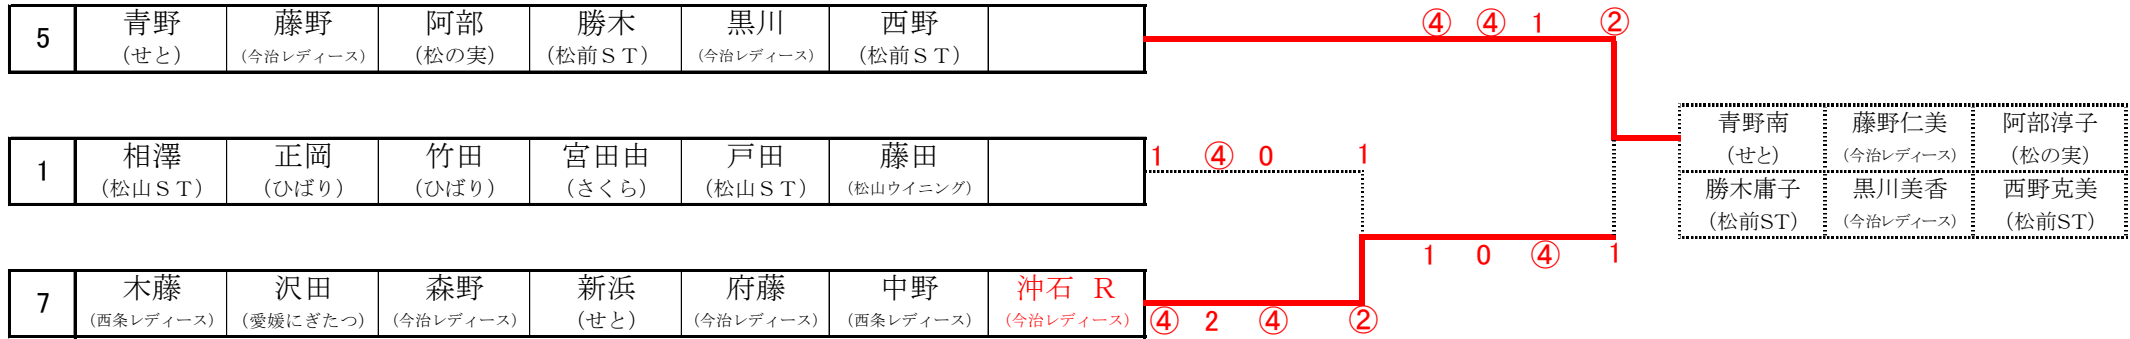 5 青野 藤野 阿部 勝木 黒川 西野 ④ ④ 1 ②
(せと) (今治レディース) (松の実) (松前ST) (今治レディース) (松前ST)
青野南 藤野仁美 阿部淳子
(せと) (今治レディース) (松の実)
勝木庸子 黒川美香 西野克美
(松前ST) (今治レディース) (松前ST)
1 相澤 正岡 竹田 宮田由 戸田 藤田 1 ④ 0 1
(松山ST) (ひばり) (ひばり) (さくら) (松山ST) (松山ウイニング)
1 0 ④ 1
7 木藤 沢田 森野 新浜 府藤 中野 沖石 R
(西条レディース) (愛媛にぎたつ) (今治レディース) (せと) (今治レディース) (西条レディース) (今治レディース) ④ 2 ④ ②